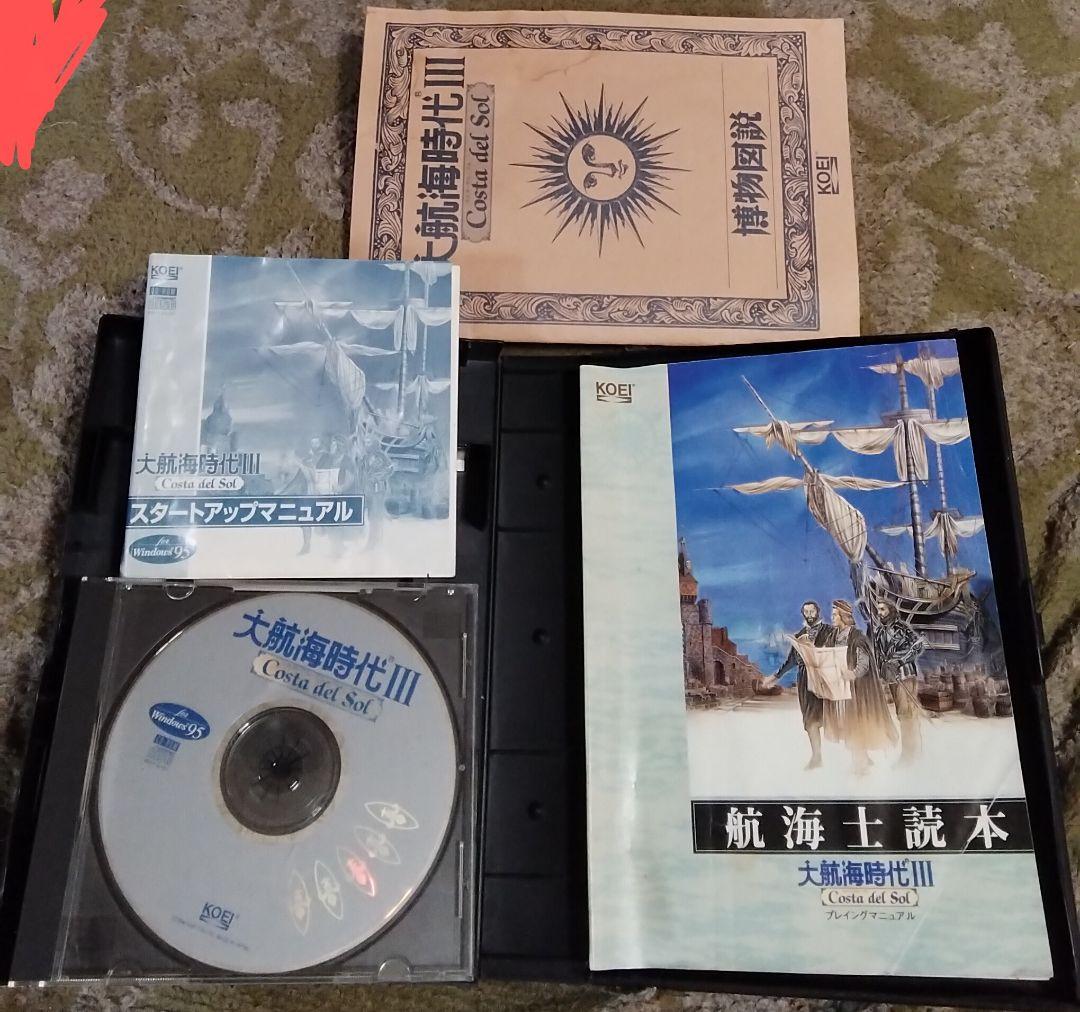 大航海時代III
Costa del Sol
博物図説
KOEI
KOEI
大航海時代III
Costa del Sol
スタートアップマニュアル
for
Windows 95
大航海時代III
Costa del Sol
for
Windows 95
KOEI
KOEI
航海士読本
大航海時代III
Costa del Sol
プレイングマニュアル